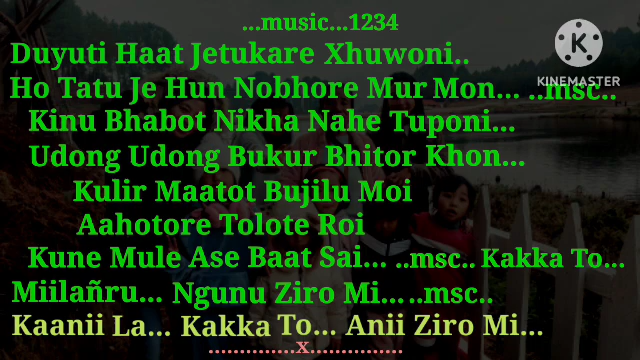 ...music...1234
Duyuti Haat Jetukare Xhuwoni..
Ho Tatu Je Hun Nobhore Mur Mon... ..msc..
Kinu Bhabot Nikha Nahe Tuponi...
Udong Udong Bukur Bhitor Khon...
Kulir Maatot Bujilu Moi
Aahotore Tolote Roi
Kune Mule Ase Baat Sai... ..msc.. Kakka To...
Miilañru... Ngunu Ziro Mi.....msc..
Kaanii La... Kakka To... Anii Ziro Mi...
..............x...............
K
KINEMASTER